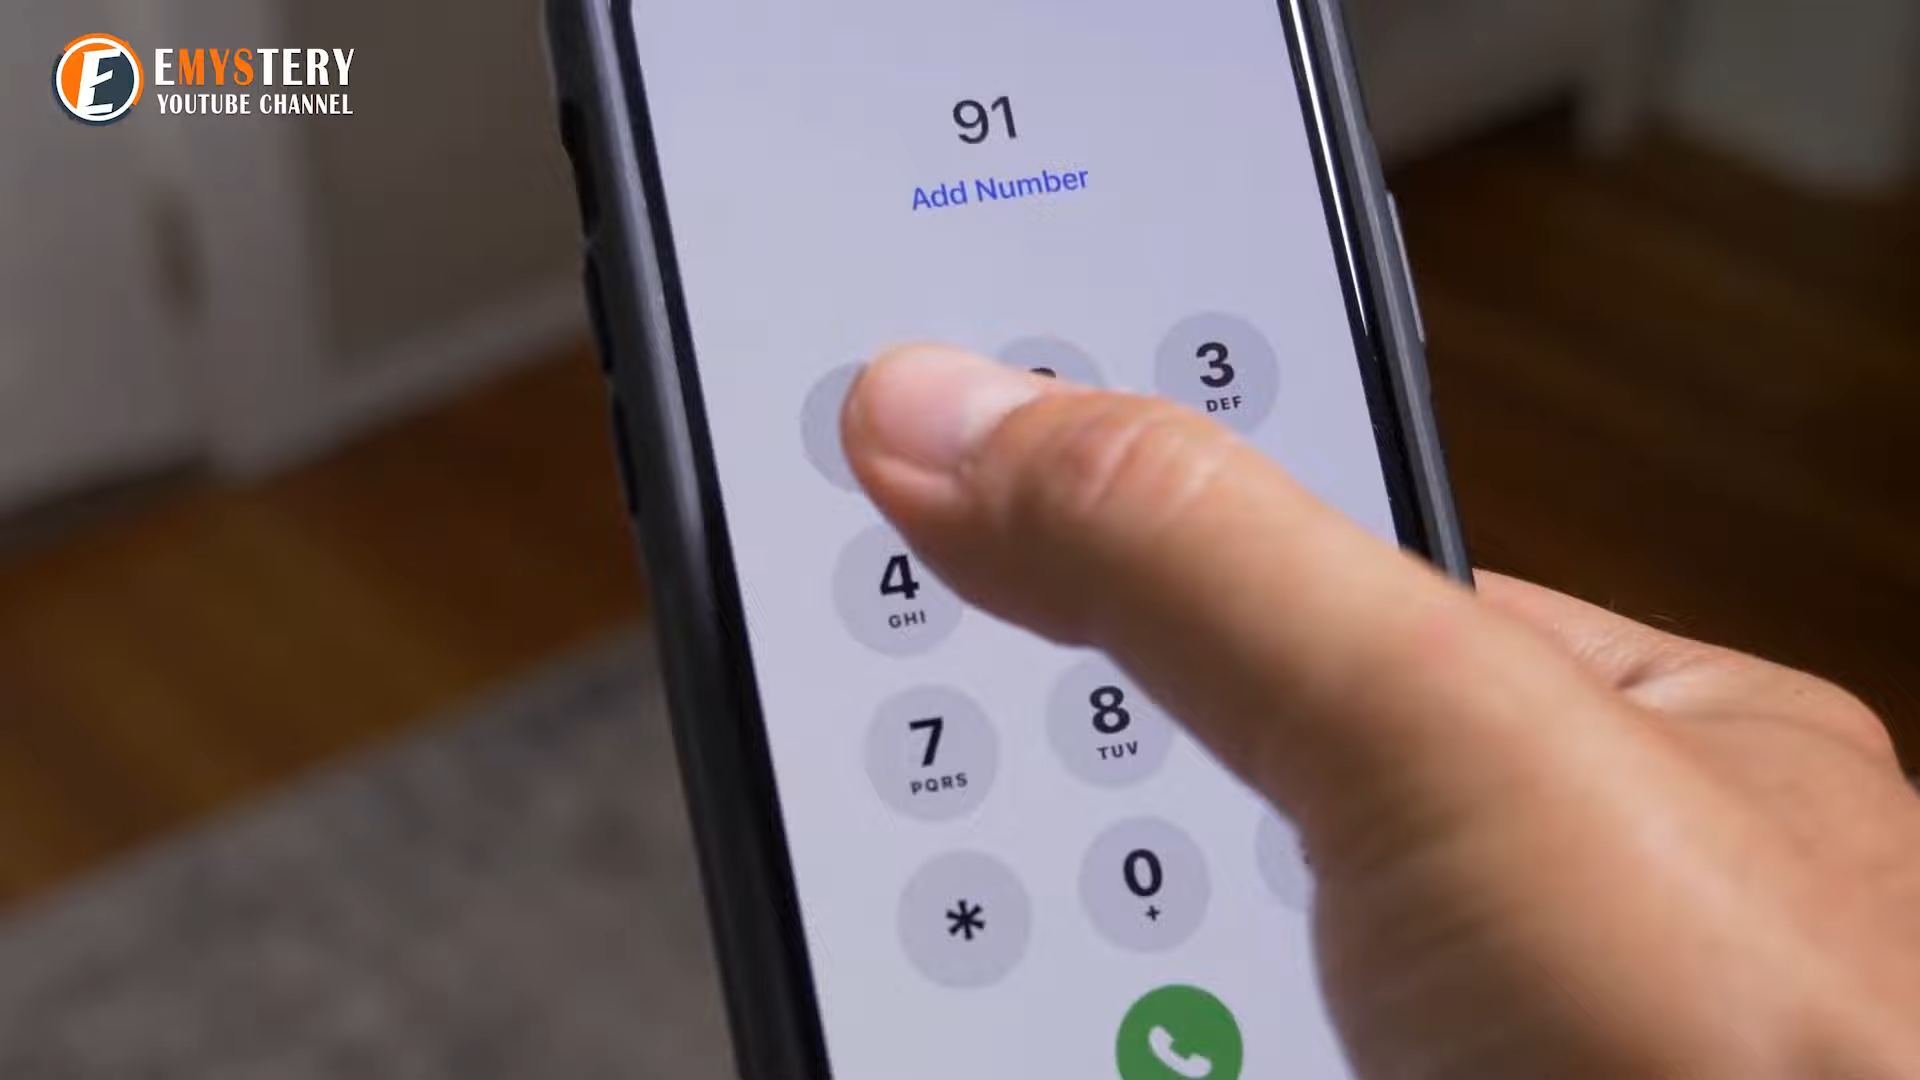 EMYSTERY
YOUTUBE CHANNEL
91
Add Number
3
DEF
4
GHI
7
PQRS
8
TUV
*
0
+